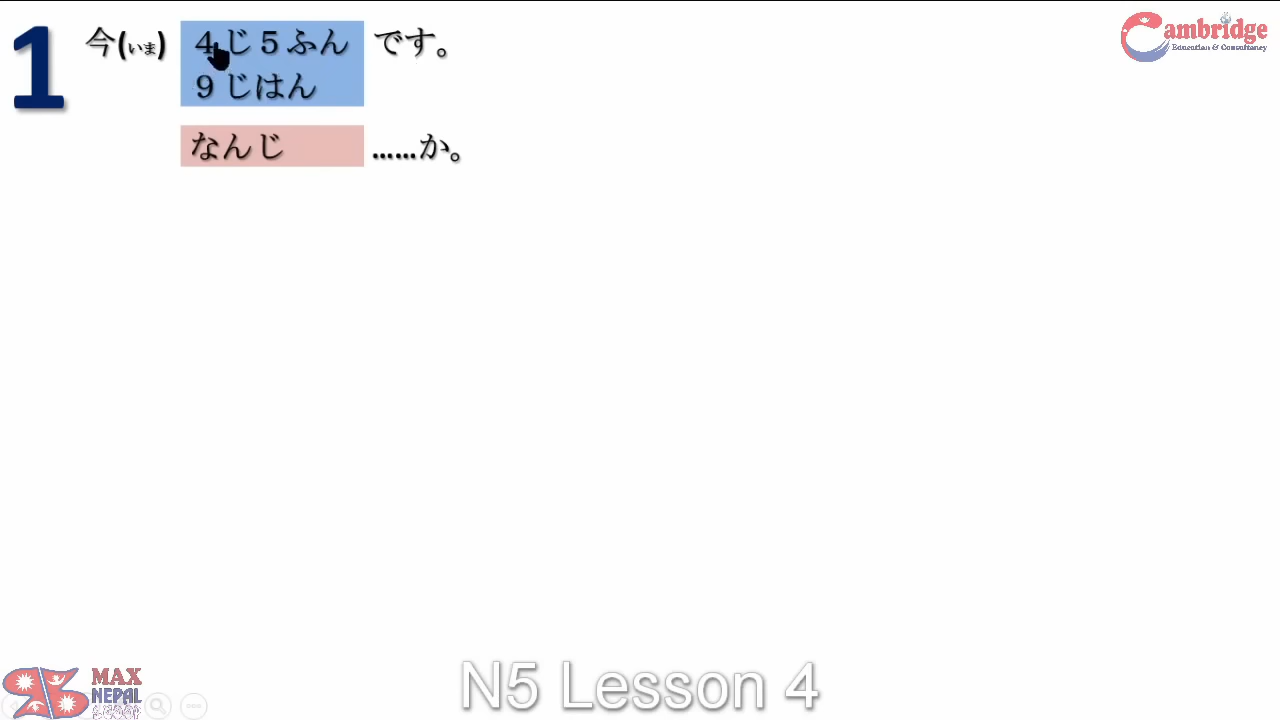 1
今(いま) 4じ5ふん です。
9じはん
なんじ ……か。
Cambridge
Education & Consultancy
MAX
NEPAL
N5 Lesson 4